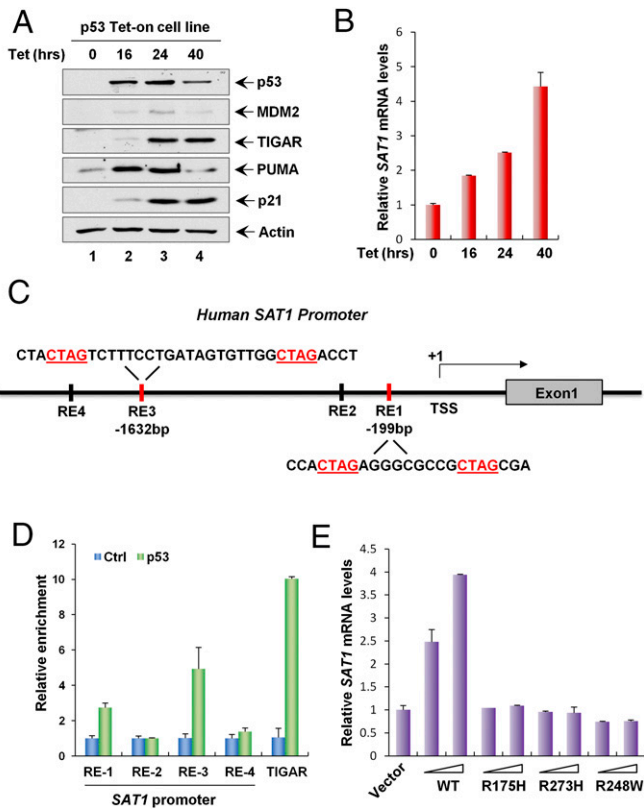 A
p53 Tet-on cell line
Tet (hrs) 0 16 24 40
p53
MDM2
TIGAR
PUMA
p21
Actin
1 2 3 4
B
Relative SAT1 mRNA levels
6
5
4
3
2
1
0
Tet (hrs) 0 16 24 40
C
Human SAT1 Promoter
CTACTAGTCTTTCCTGATAGTGTTGGCTAGACCT
+1
RE4 RE3 RE2 RE1 TSS Exon1
-1632bp -199bp
CCACTAGAGGGCGCCGCTAGCGA
D
Ctrl p53
Relative enrichment
12
10
8
6
4
2
0
RE-1 RE-2 RE-3 RE-4 TIGAR
SAT1 promoter
E
Relative SAT1 mRNA levels
4.5
4
3.5
3
2.5
2
1.5
1
0.5
0
Vector WT R175H R273H R248W